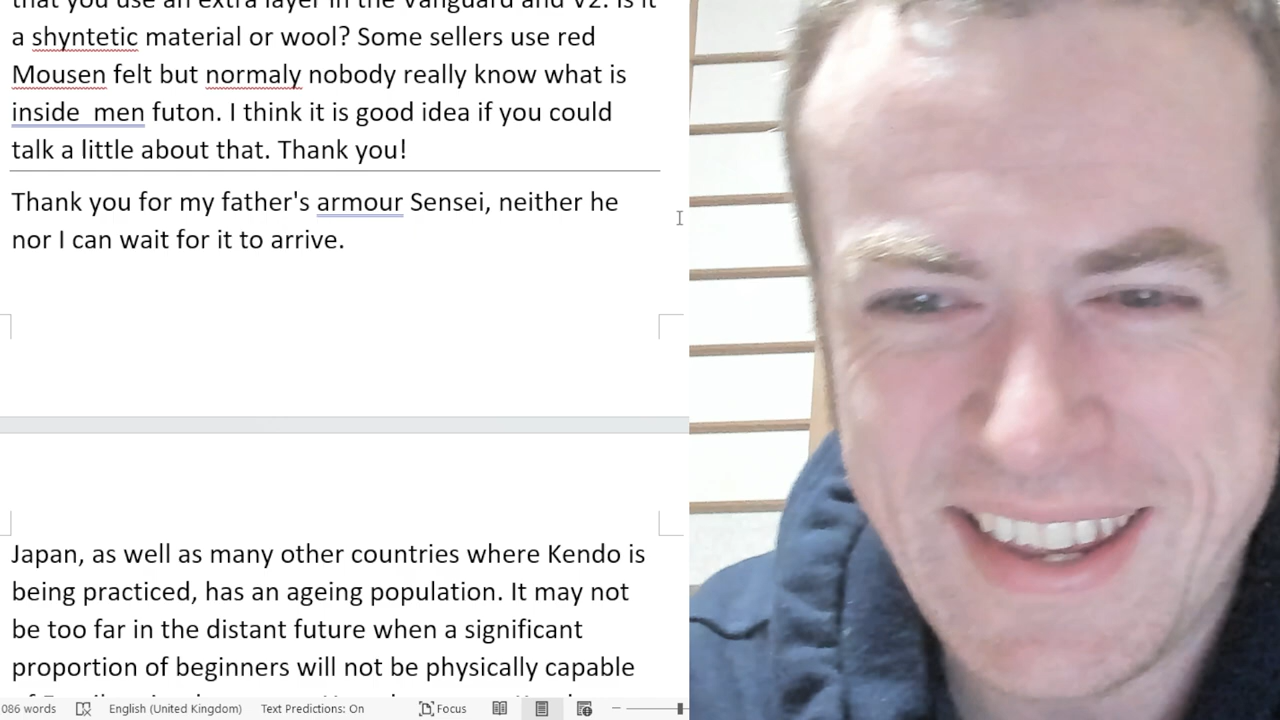 that you use an extra layer in the Vanguard and V2. Is it
a shyntetic material or wool? Some sellers use red
Mousen felt but normaly nobody really know what is
inside  men futon. I think it is good idea if you could
talk a little about that. Thank you!
Thank you for my father's armour Sensei, neither he
nor I can wait for it to arrive.
Japan, as well as many other countries where Kendo is
being practiced, has an ageing population. It may not
be too far in the distant future when a significant
proportion of beginners will not be physically capable
086 words English (United Kingdom) Text Predictions: On Focus